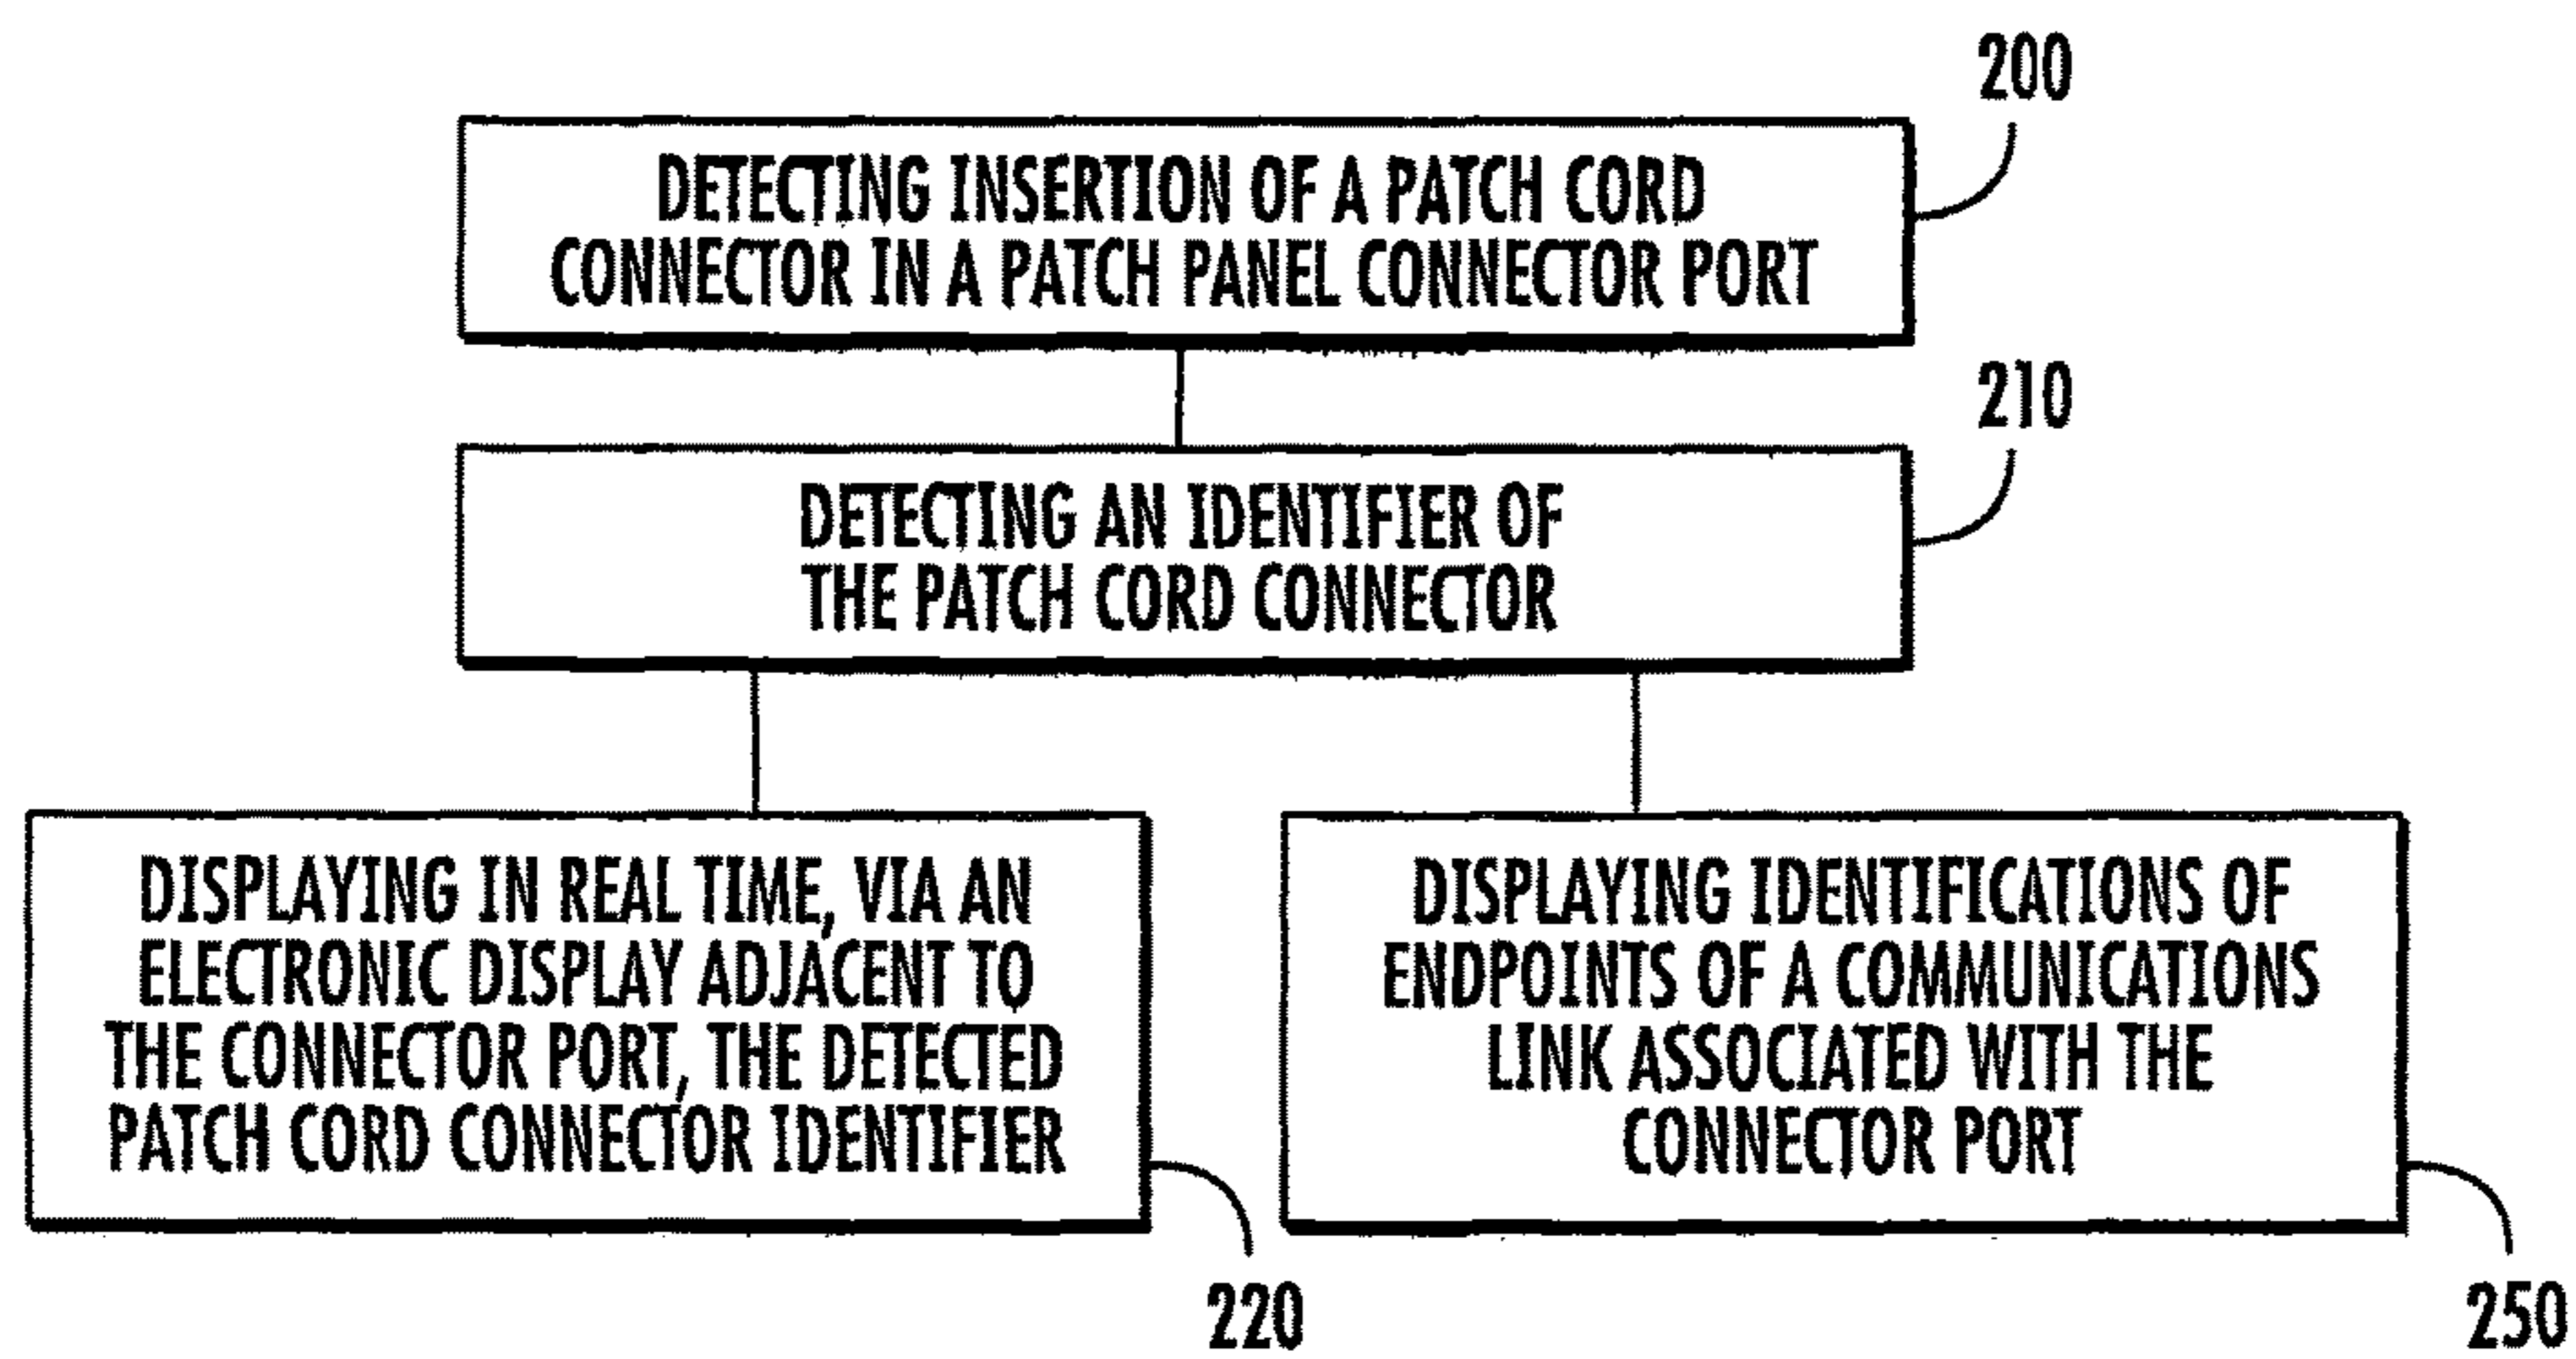 200
DETECTING INSERTION OF A PATCH CORD
CONNECTOR IN A PATCH PANEL CONNECTOR PORT
210
DETECTING AN IDENTIFIER OF
THE PATCH CORD CONNECTOR
DISPLAYING IN REAL TIME, VIA AN
ELECTRONIC DISPLAY ADJACENT TO
THE CONNECTOR PORT, THE DETECTED
PATCH CORD CONNECTOR IDENTIFIER
220
DISPLAYING IDENTIFICATIONS OF
ENDPOINTS OF A COMMUNICATIONS
LINK ASSOCIATED WITH THE
CONNECTOR PORT
250